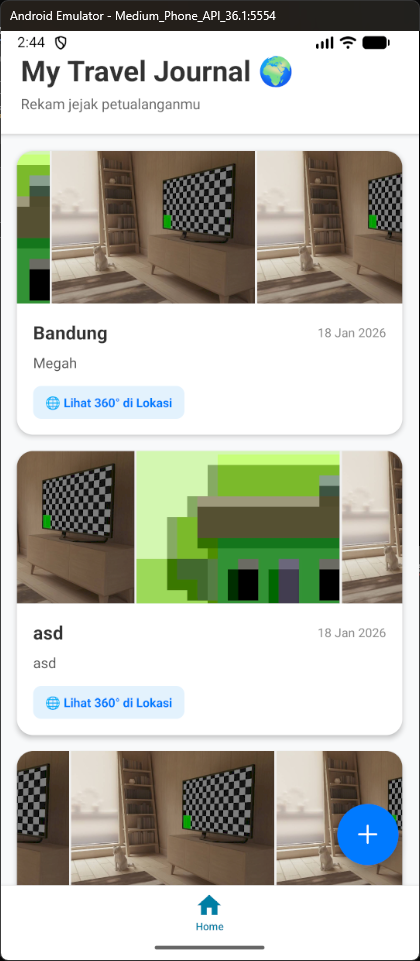 Android Emulator - Medium_Phone_API_36.1:5554
2:44
My Travel Journal 🌍
Rekam jejak petualanganmu
Bandung 18 Jan 2026
Megah
🌐 Lihat 360° di Lokasi
asd 18 Jan 2026
asd
🌐 Lihat 360° di Lokasi
+
Home